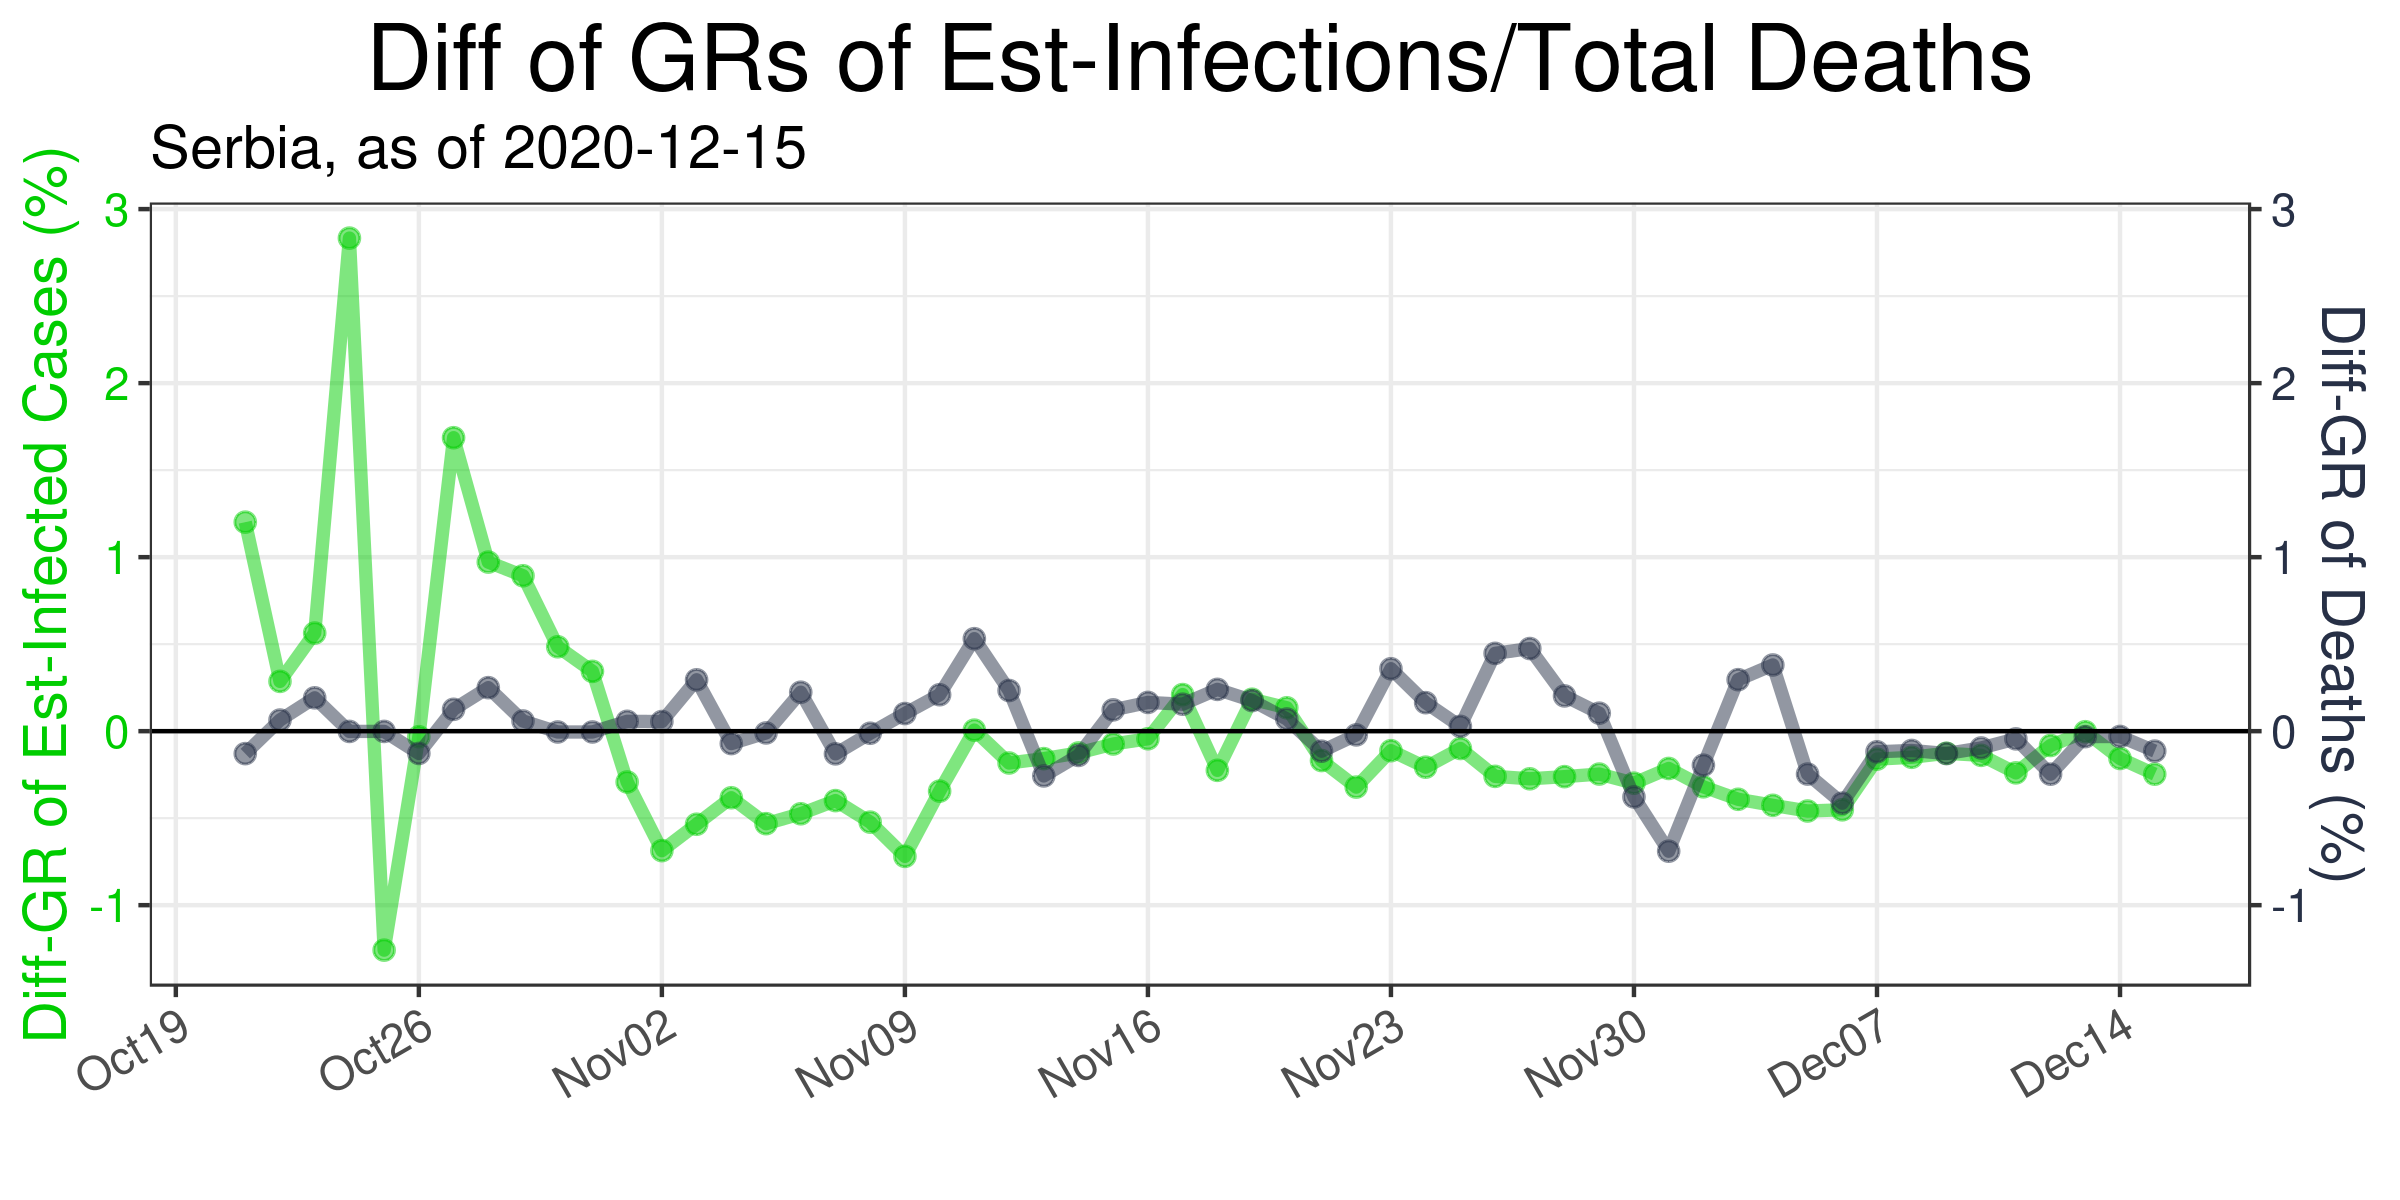 Diff of GRs of Est-Infections/Total Deaths
Serbia, as of 2020-12-15
Diff-GR of Est-Infected Cases (%)
3
2
1
0
-1
3
2
1
0
-1
Diff-GR of Deaths (%)
Oct19
Oct26
Nov02
Nov09
Nov16
Nov23
Nov30
Dec07
Dec14